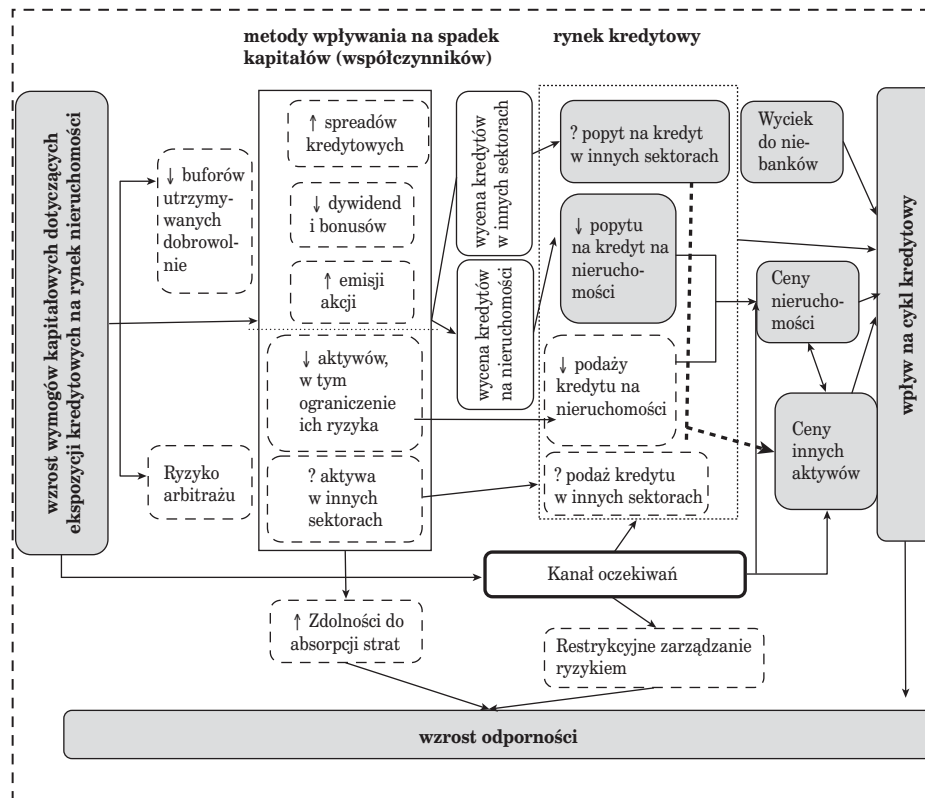 metody wpływania na spadek
kapitałów (współczynników)
rynek kredytowy
wzrost wymogów kapitałowych dotyczących
ekspozycji kredytowych na rynek nieruchomości
↓ buforów
utrzymy-
wanych
dobrowol-
nie
Ryzyko
arbitrażu
↑ spreadów
kredytowych
↓ dywidend
i bonusów
↑ emisji
akcji
↓ aktywów,
w tym
ograniczenie
ich ryzyka
? aktywa
w innych
sektorach
wycena kredytów
w innych sektorach
wycena kredytów
na nieruchomości
? popyt na kredyt
w innych sektorach
↓ popytu
na kredyt na
nierucho-
mości
↓ podaży
kredytu na
nieruchomości
? podaż kredytu
w innych sektorach
Wyciek
do nie-
banków
Ceny
nierucho-
mości
Ceny
innych
aktywów
wpływ na cykl kredytowy
Kanał oczekiwań
↑ Zdolności do
absorpcji strat
Restrykcyjne zarządzanie
ryzykiem
wzrost odporności